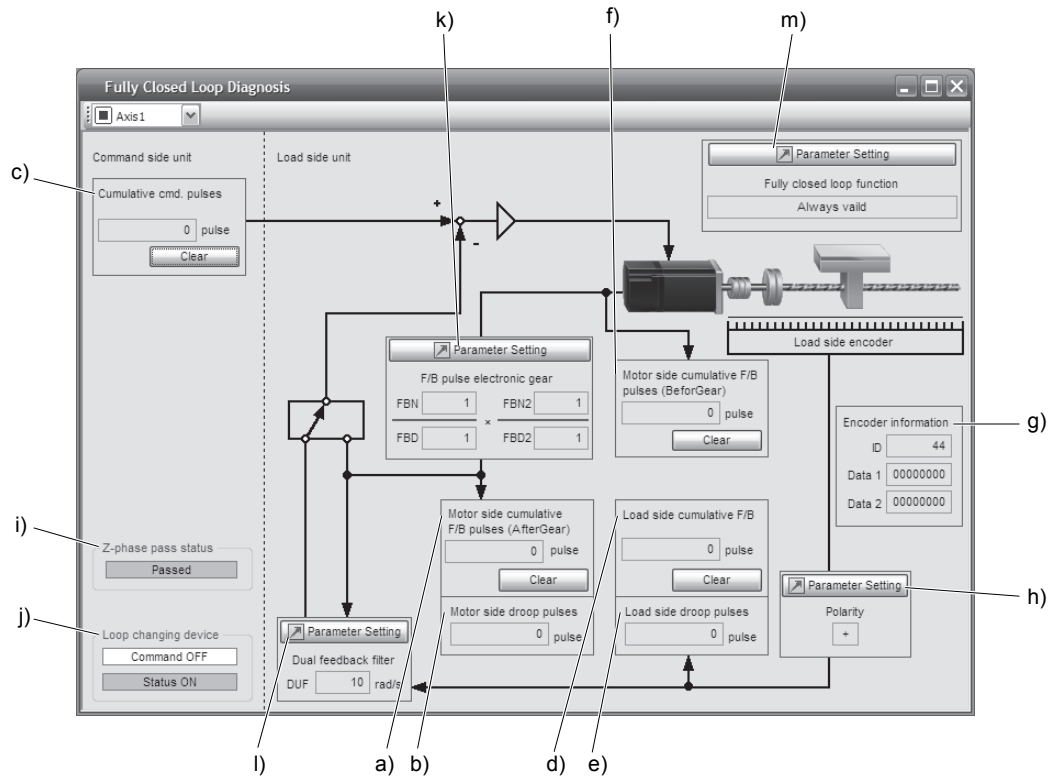 k)
f)
m)
Fully Closed Loop Diagnosis
Axis1
Command side unit
Load side unit
Parameter Setting
Fully closed loop function
Always vaild
c)
Cumulative cmd. pulses
0 pulse
Clear
+
-
Load side encoder
Parameter Setting
F/B pulse electronic gear
FBN 1 FBN2 1
×
FBD 1 FBD2 1
Motor side cumulative F/B
pulses (BeforGear)
0 pulse
Clear
Encoder information
ID 44
Data 1 00000000
Data 2 00000000
g)
i)
Z-phase pass status
Passed
j)
Loop changing device
Command OFF
Status ON
Motor side cumulative
F/B pulses (AfterGear)
0 pulse
Clear
Motor side droop pulses
0 pulse
Load side cumulative F/B
0 pulse
Clear
Load side droop pulses
0 pulse
Parameter Setting
Polarity
+
h)
Parameter Setting
Dual feedback filter
DUF 10 rad/s
l)
a)
b)
d)
e)